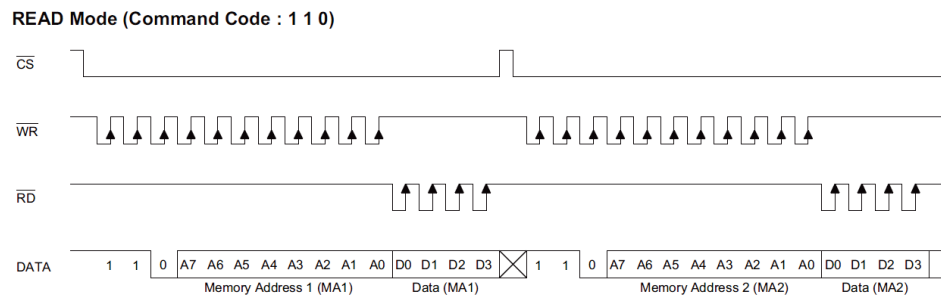 READ Mode (Command Code : 1 1 0)
CS
WR
RD
DATA 1 1 0 A7 A6 A5 A4 A3 A2 A1 A0 D0 D1 D2 D3 1 1 0 A7 A6 A5 A4 A3 A2 A1 A0 D0 D1 D2 D3
Memory Address 1 (MA1) Data (MA1) Memory Address 2 (MA2) Data (MA2)